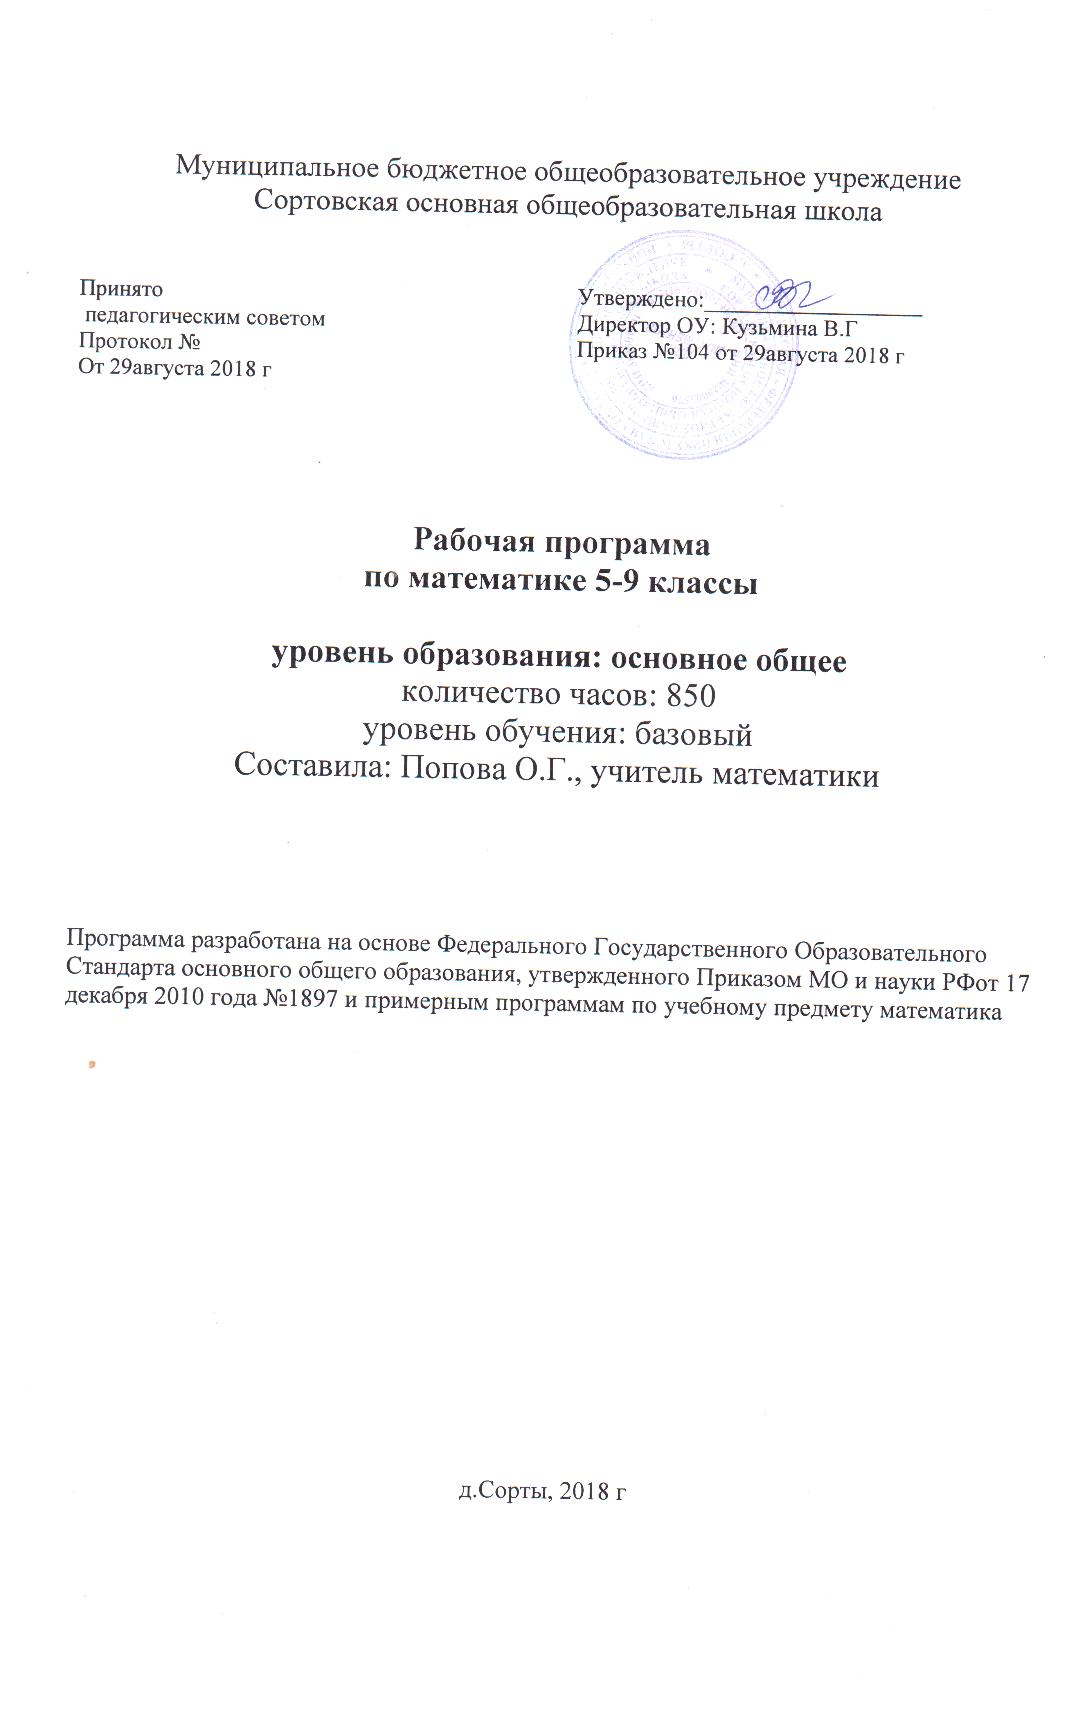 Муниципальное бюджетное общеобразовательное учреждение
Сортовская основная общеобразовательная школа
Принято
педагогическим советом
Протокол №
От 29августа 2018 г
Утверждено:
Директор ОУ: Кузьмина В.Г
Приказ №104 от 29августа 2018 г
Рабочая программа
по математике 5-9 классы
уровень образования: основное общее
количество часов: 850
уровень обучения: базовый
Составила: Попова О.Г., учитель математики
Программа разработана на основе Федерального Государственного Образовательного
Стандарта основного общего образования, утвержденного Приказом МО и науки РФот 17
декабря 2010 года №1897 и примерным программам по учебному предмету математика
д.Сорты, 2018 г